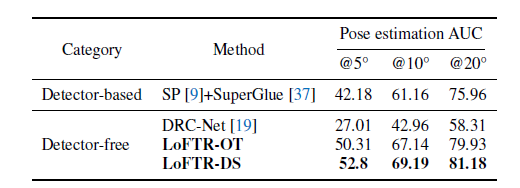 Category Method Pose estimation AUC
@5° @10° @20°
Detector-based SP [9]+SuperGlue [37] 42.18 61.16 75.96
DRC-Net [19] 27.01 42.96 58.31
Detector-free LoFTR-OT 50.31 67.14 79.93
LoFTR-DS 52.8 69.19 81.18